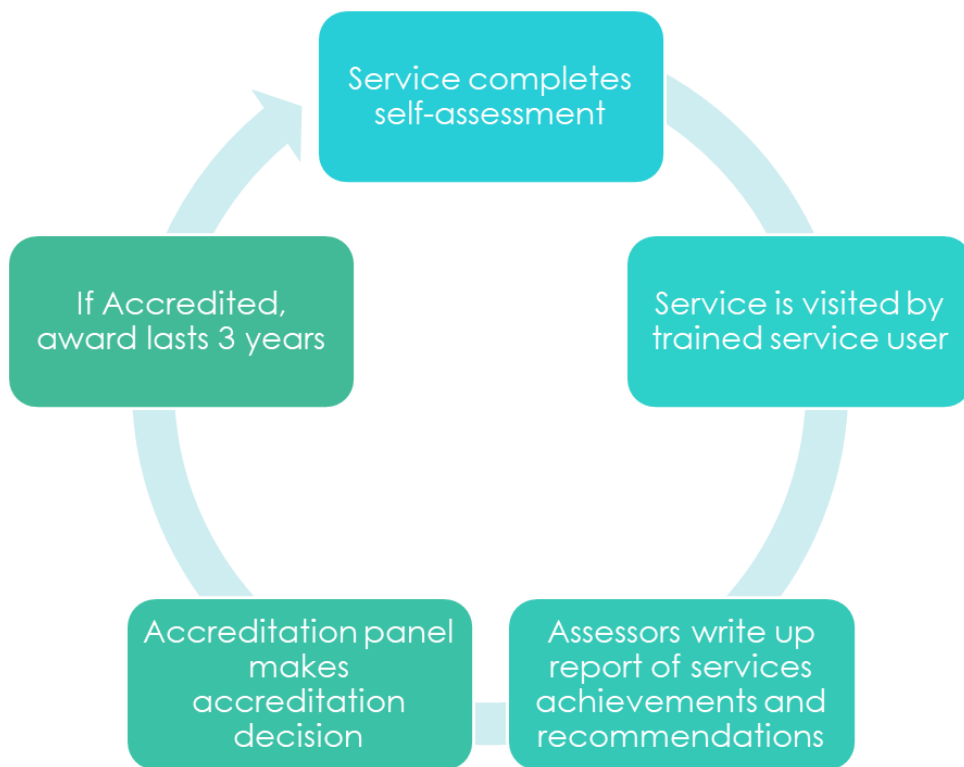 Service completes
self-assessment
Service is visited by
trained service user
Assessors write up
report of services
achievements and
recommendations
Accreditation panel
makes
accreditation
decision
If Accredited,
award lasts 3 years